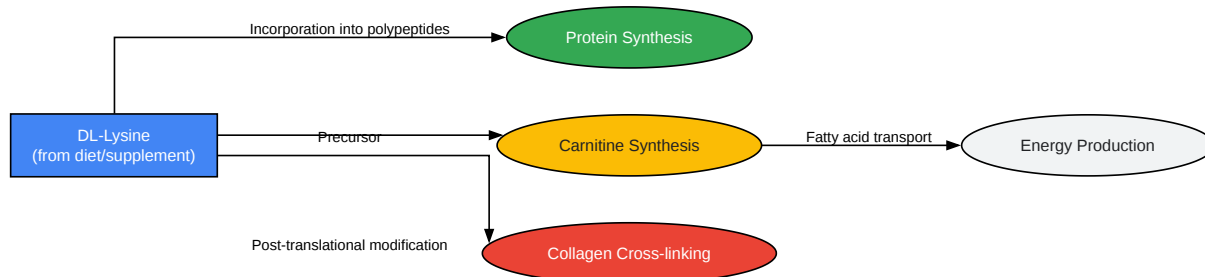 Incorporation into polypeptides
Protein Synthesis
DL-Lysine
(from diet/supplement)
Precursor
Carnitine Synthesis
Fatty acid transport
Energy Production
Post-translational modification
Collagen Cross-linking